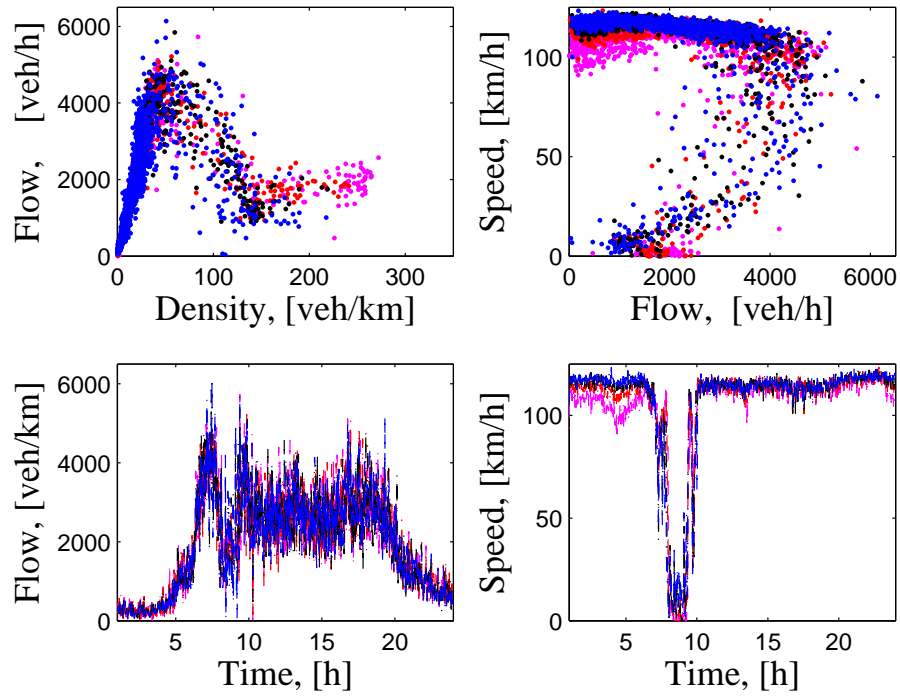 Flow, [veh/h]
6000
4000
2000
0
0 100 200 300
Density, [veh/km]
Speed, [km/h]
100
50
0
0 2000 4000 6000
Flow, [veh/h]
Flow, [veh/km]
6000
4000
2000
0
5 10 15 20
Time, [h]
Speed, [km/h]
100
50
0
5 10 15 20
Time, [h]